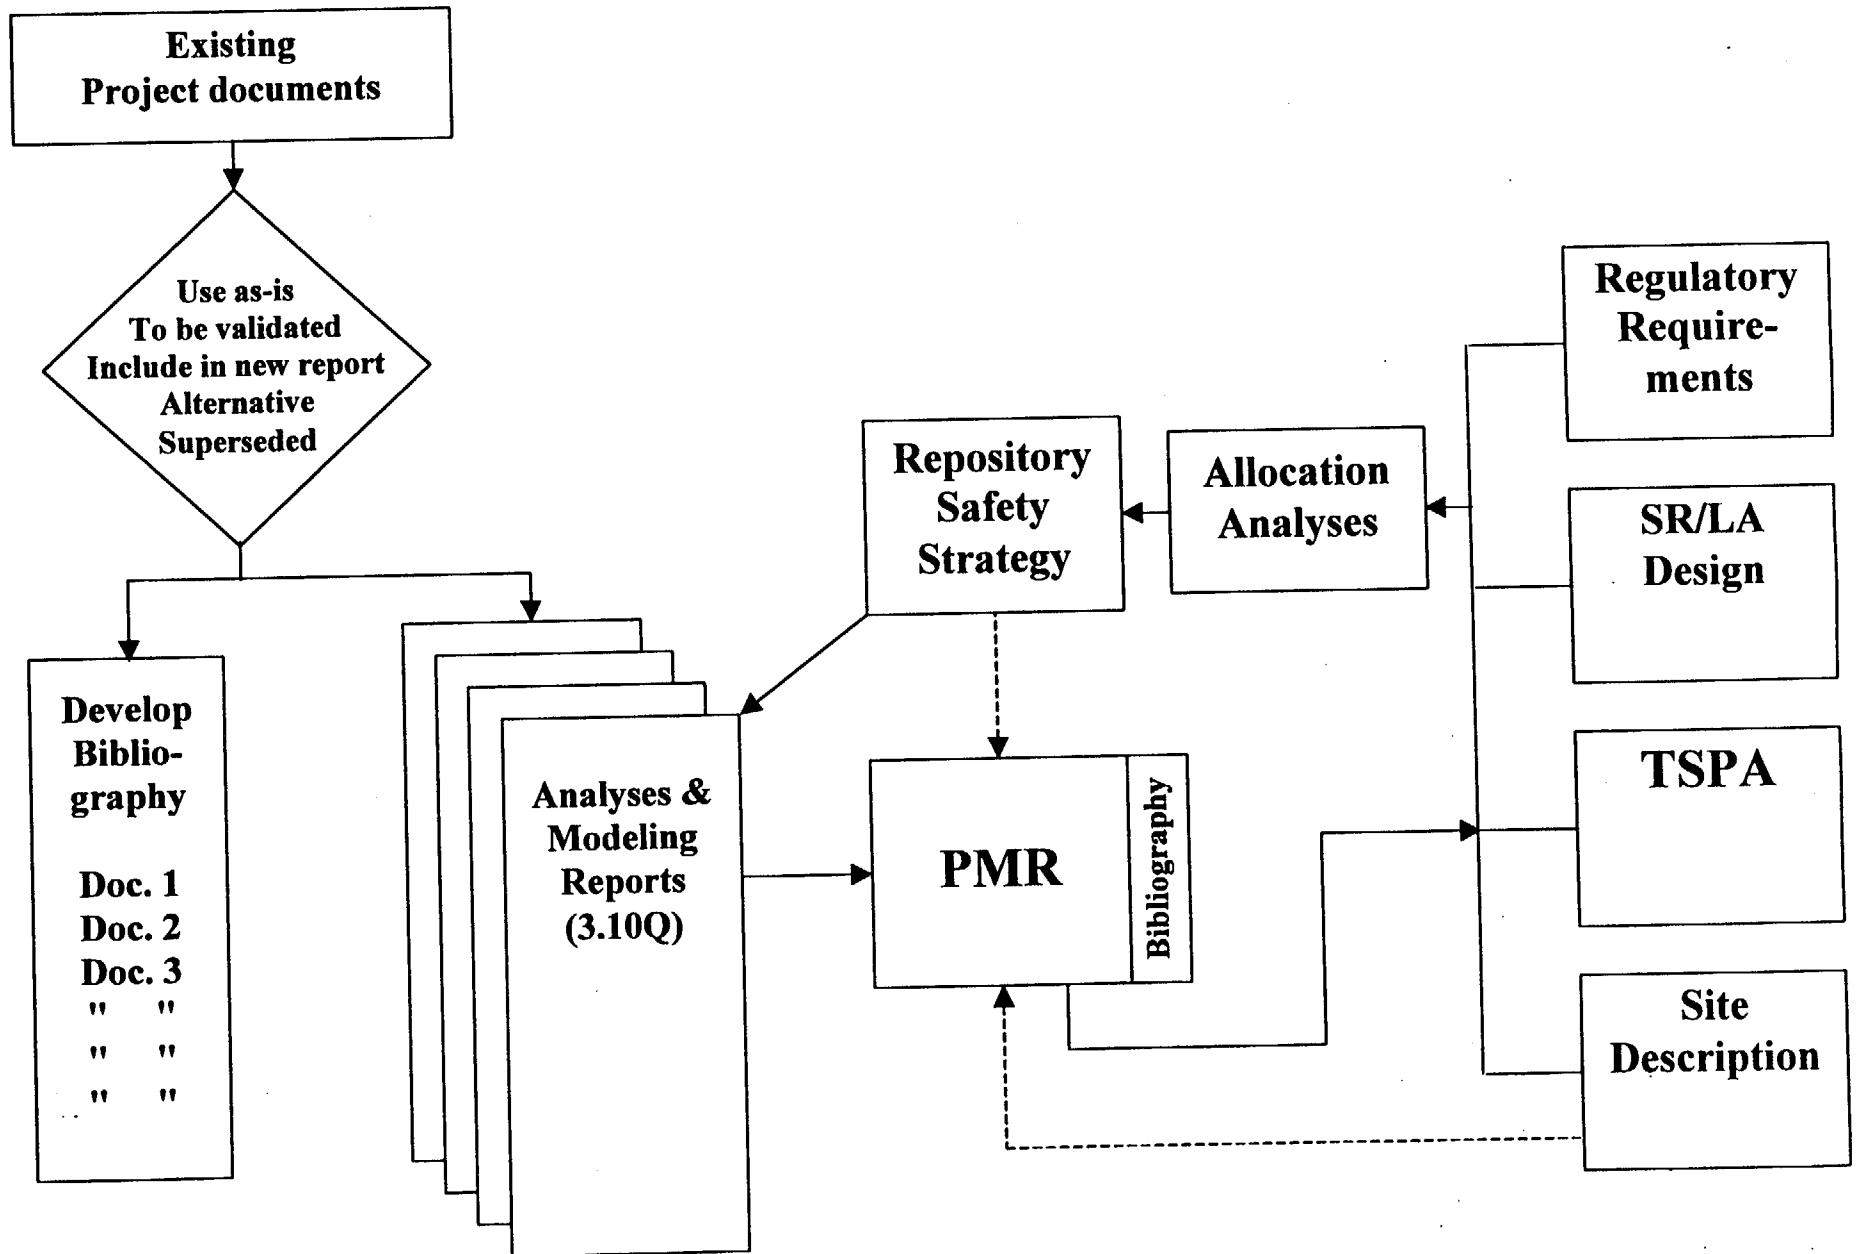 Existing
Project documents
Use as-is
To be validated
Include in new report
Alternative
Superseded
Develop
Biblio-
graphy
Doc. 1
Doc. 2
Doc. 3
" "
" "
" "
Analyses &
Modeling
Reports
(3.10Q)
Repository
Safety
Strategy
Allocation
Analyses
PMR
Bibliography
Regulatory
Require-
ments
SR/LA
Design
TSPA
Site
Description